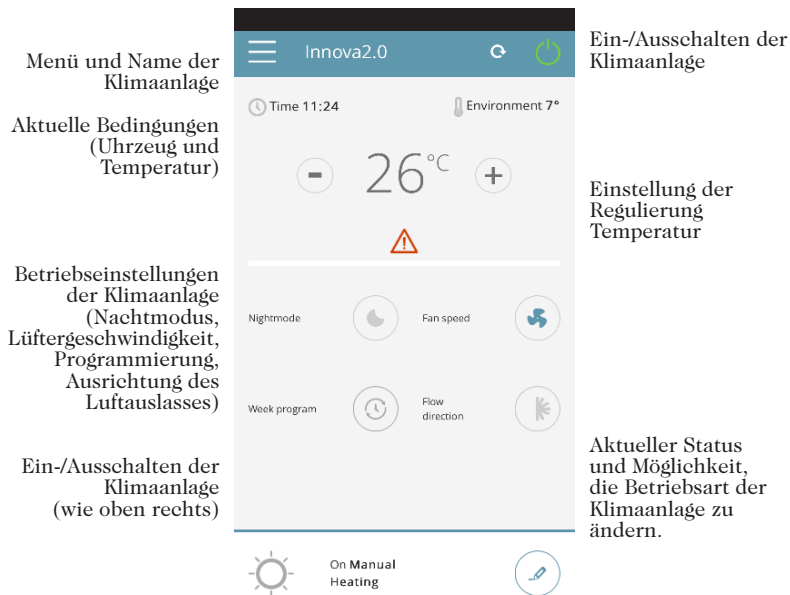 Menü und Name der
Klimaanlage
Aktuelle Bedingungen
(Uhrzeug und
Temperatur)
Betriebseinstellungen
der Klimaanlage
(Nachtmodus,
Lüftergeschwindigkeit,
Programmierung,
Ausrichtung des
Luftauslasses)
Ein-/Ausschalten der
Klimaanlage
(wie oben rechts)
Innova2.0
Time 11:24
Environment 7°
- 26°C +
Nightmode
Fan speed
Week program
Flow
direction
On Manual
Heating
Ein-/Ausschalten der
Klimaanlage
Einstellung der
Regulierung
Temperatur
Aktueller Status
und Möglichkeit,
die Betriebsart der
Klimaanlage zu
ändern.